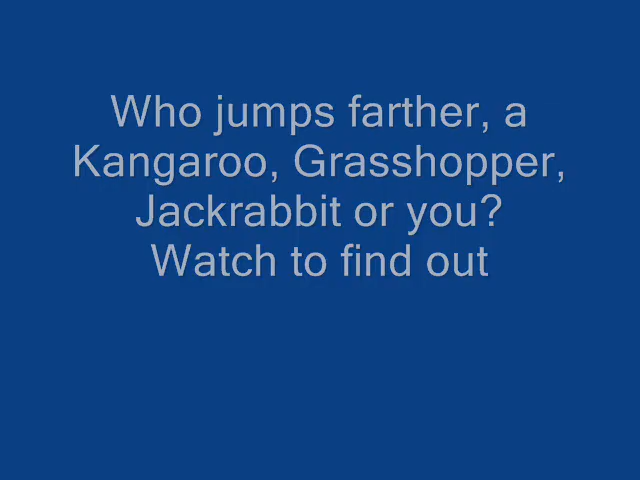 Who jumps farther, a
Kangaroo, Grasshopper,
Jackrabbit or you?
Watch to find out